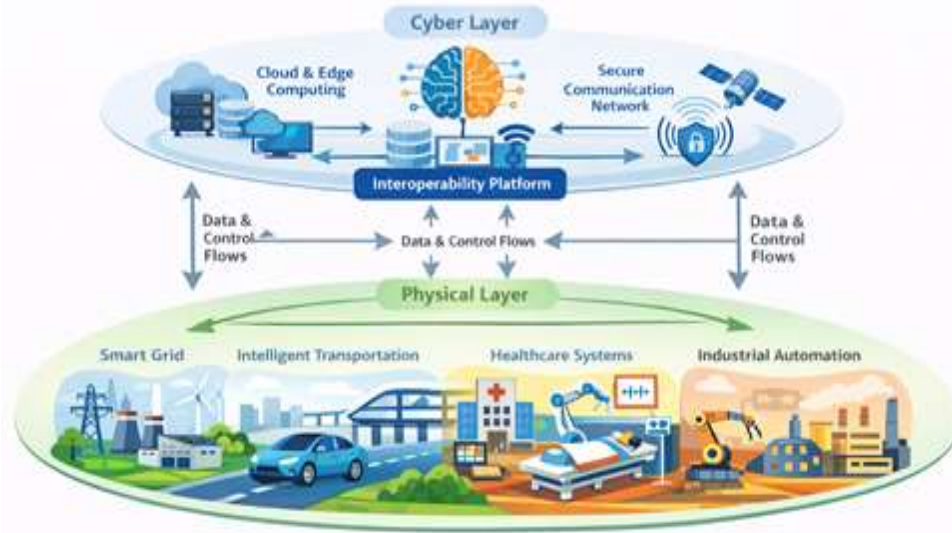 Cyber Layer
Cloud & Edge
Computing
Secure
Communication
Network
Interoperability Platform
Data &
Control
Flows
Data & Control Flows
Data &
Control
Flows
Physical Layer
Smart Grid
Intelligent Transportation
Healthcare Systems
Industrial Automation